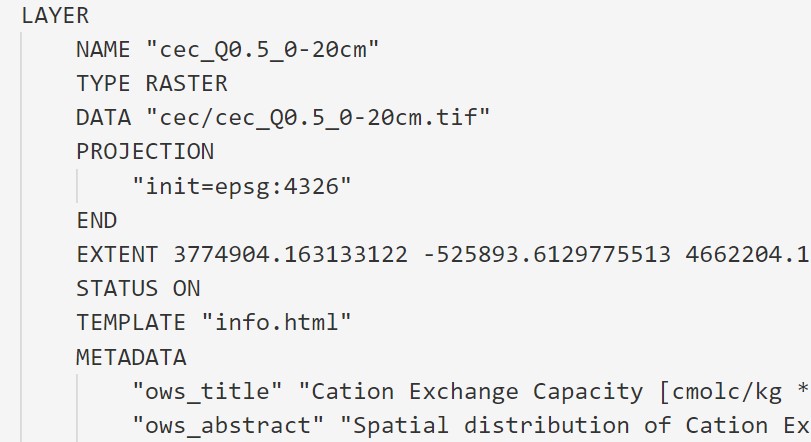 LAYER
NAME "cec_Q0.5_0-20cm"
TYPE RASTER
DATA "cec/cec_Q0.5_0-20cm.tif"
PROJECTION
"init=epsg:4326"
END
EXTENT 3774904.163133122 -525893.6129775513 4662204.1
STATUS ON
TEMPLATE "info.html"
METADATA
"ows_title" "Cation Exchange Capacity [cmolc/kg *
"ows_abstract" "Spatial distribution of Cation Ex